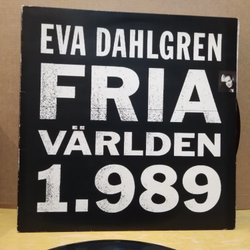 EVA DAHLGREN
FRIA
VÄRLDEN
1.989